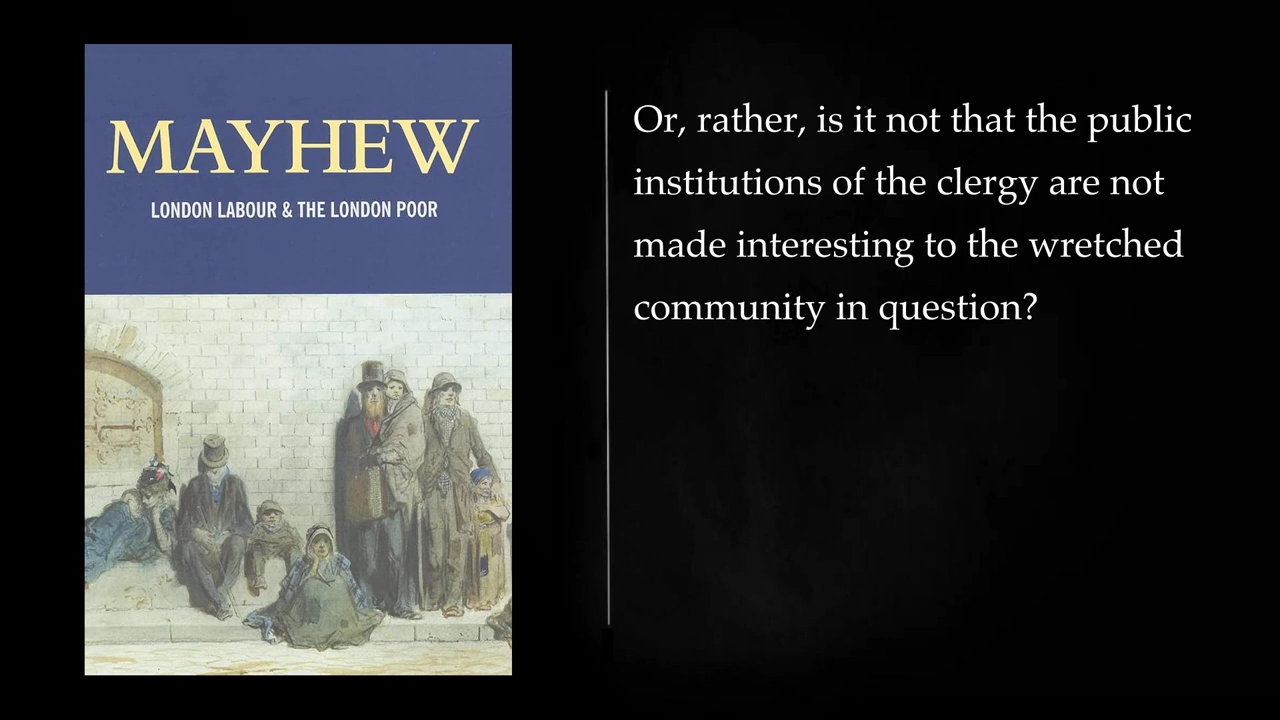 MAYHEW
LONDON LABOUR & THE LONDON POOR
Or, rather, is it not that the public
institutions of the clergy are not
made interesting to the wretched
community in question?